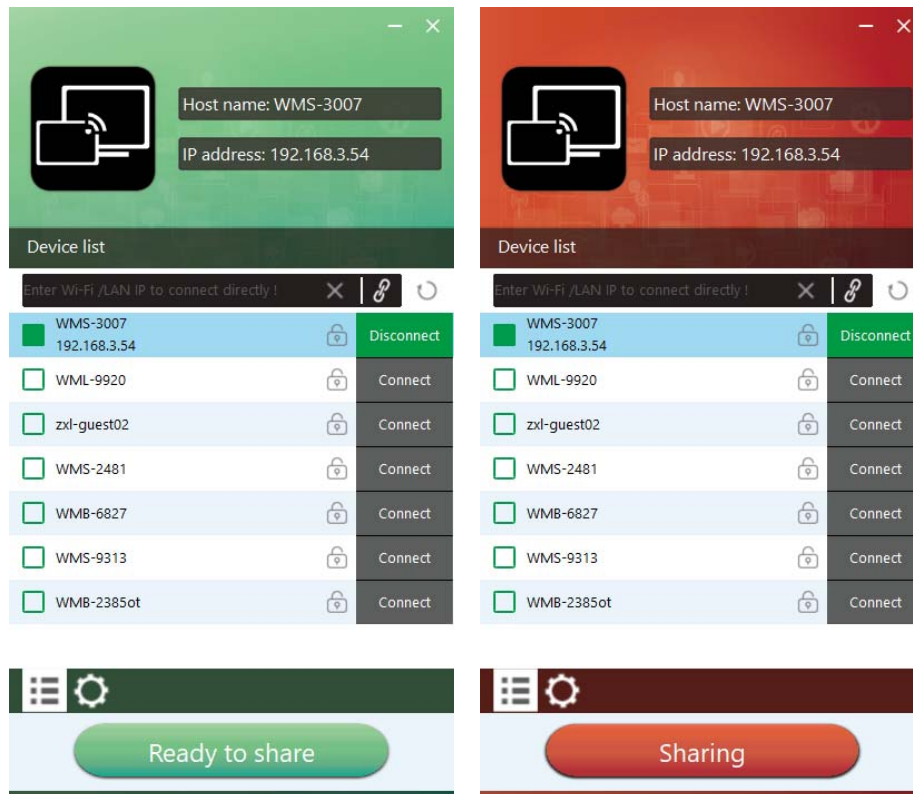 Host name: WMS-3007
IP address: 192.168.3.54
Device list
Enter Wi-Fi /LAN IP to connect directly !
WMS-3007
192.168.3.54
Disconnect
WML-9920
Connect
zxl-guest02
Connect
WMS-2481
Connect
WMB-6827
Connect
WMS-9313
Connect
WMB-2385ot
Connect
Ready to share
Host name: WMS-3007
IP address: 192.168.3.54
Device list
Enter Wi-Fi /LAN IP to connect directly !
WMS-3007
192.168.3.54
Disconnect
WML-9920
Connect
zxl-guest02
Connect
WMS-2481
Connect
WMB-6827
Connect
WMS-9313
Connect
WMB-2385ot
Connect
Sharing